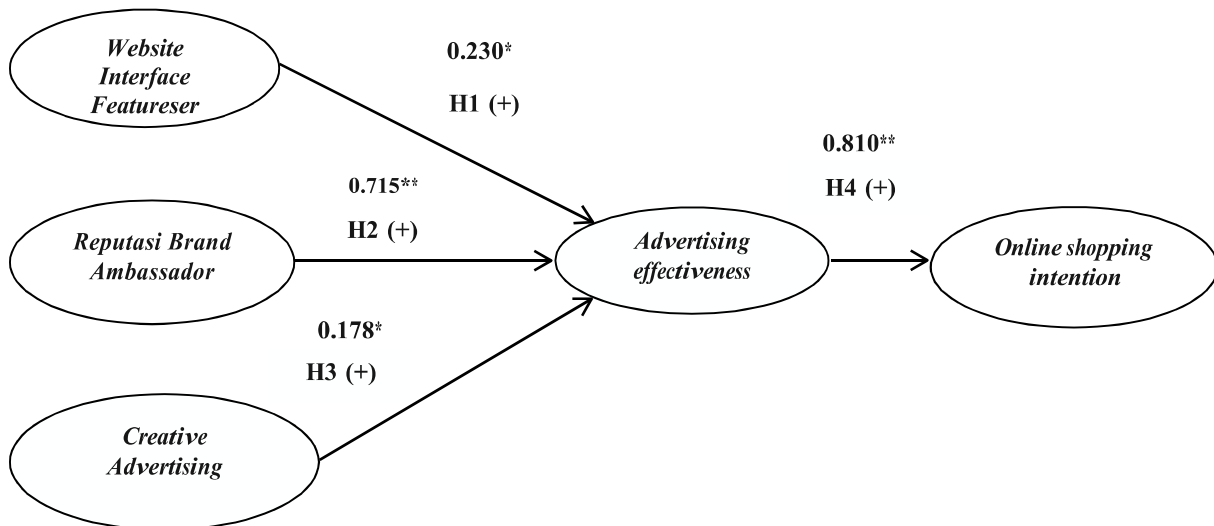 Website
Interface
Featureser
0.230*
H1 (+)
0.810**
H4 (+)
0.715**
H2 (+)
Reputasi Brand
Ambassador
Advertising
effectiveness
Online shopping
intention
0.178*
H3 (+)
Creative
Advertising